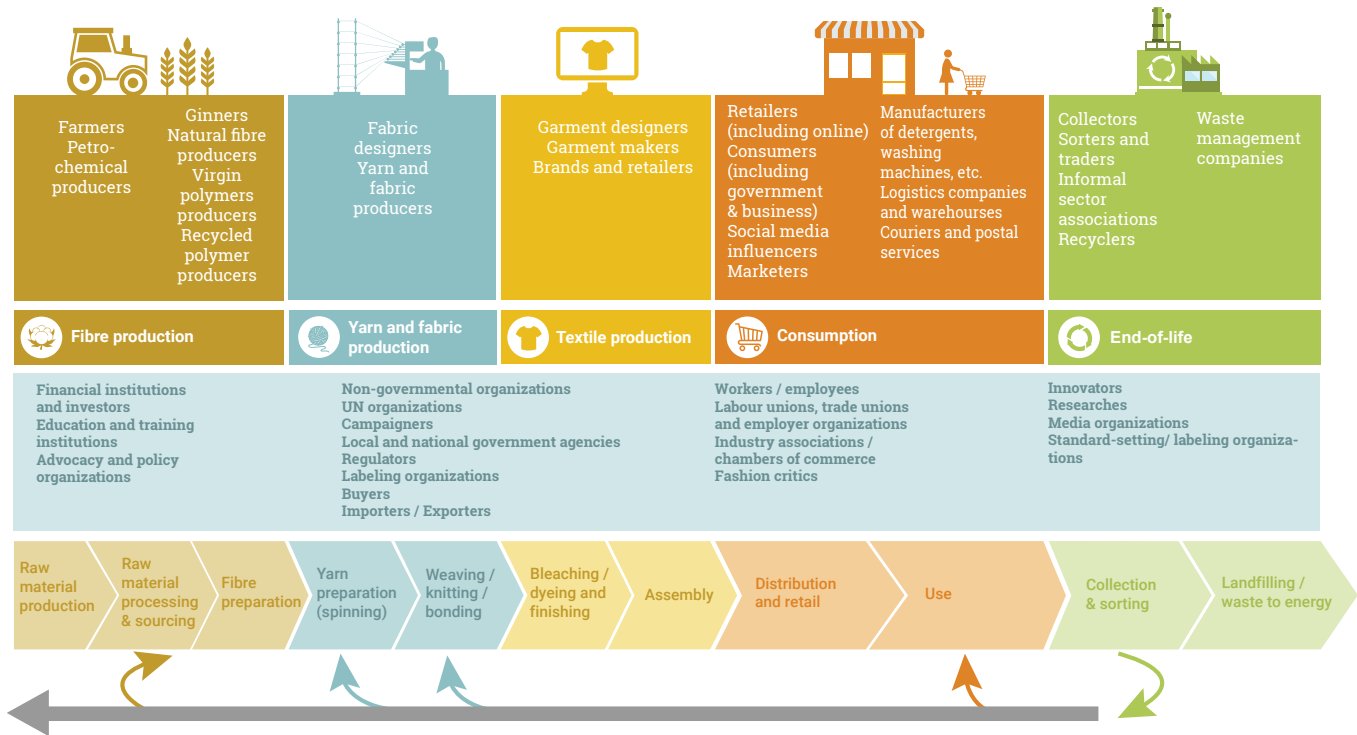 Farmers
Petro-
chemical
producers
Ginners
Natural fibre
producers
Virgin
polymers
producers
Recycled
polymer
producers
Fabric
designers
Yarn and
fabric
producers
Garment designers
Garment makers
Brands and retailers
Retailers
(including online)
Consumers
(including
government
& business)
Social media
influencers
Marketers
Manufacturers
of detergents,
washing
machines, etc.
Logistics companies
and warehourses
Couriers and postal
services
Collectors
Sorters and
traders
Informal
sector
associations
Recyclers
Waste
management
companies
Fibre production
Yarn and fabric
production
Textile production
Consumption
End-of-life
Financial institutions
and investors
Education and training
institutions
Advocacy and policy
organizations
Non-governmental organizations
UN organizations
Campaigners
Local and national government agencies
Regulators
Labeling organizations
Buyers
Importers / Exporters
Workers / employees
Labour unions, trade unions
and employer organizations
Industry associations /
chambers of commerce
Fashion critics
Innovators
Researches
Media organizations
Standard-setting/ labeling organiza-
tions
Raw
material
production
Raw
material
processing
& sourcing
Fibre
preparation
Yarn
preparation
(spinning)
Weaving /
knitting /
bonding
Bleaching /
dyeing and
finishing
Assembly
Distribution
and retail
Use
Collection
& sorting
Landfilling /
waste to energy